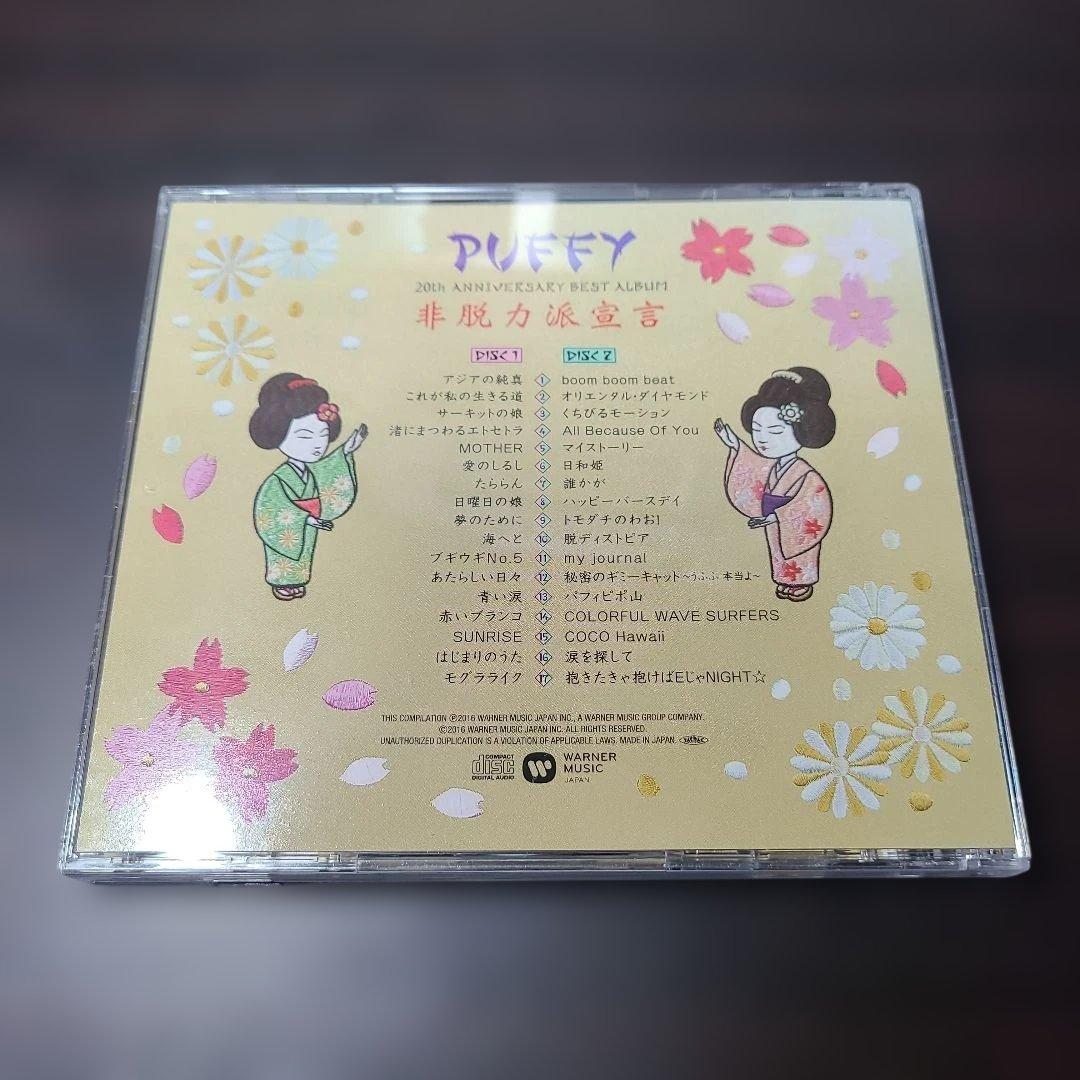 PUFFY
20th ANNIVERSARY BEST ALBUM
非脱力派宣言
DISC 1 DISC 2
アジアの純真 1 boom boom beat
これが私の生きる道 2 オリエンタル・ダイヤモンド
サーキットの娘 3 くちびるモーション
渚にまつわるエトセトラ 4 All Because Of You
MOTHER 5 マイストーリー
愛のしるし 6 日和姫
たららん 7 誰かが
日曜日の娘 8 ハッピーバースデイ
夢のために 9 トモダチのわお!
海へと 10 脱ディストピア
ブギウギNo.5 11 my journal
あたらしい日々 12 秘密のギミーキャット~うふふ 本当よ~
青い涙 13 パフィピポ山
赤いブランコ 14 COLORFUL WAVE SURFERS
SUNRISE 15 COCO Hawaii
はじまりのうた 16 涙を探して
モグラライク 17 抱きたきゃ抱けばEじゃNIGHT☆
THIS COMPILATION ℗2016 WARNER MUSIC JAPAN INC., A WARNER MUSIC GROUP COMPANY.
©2016 WARNER MUSIC JAPAN INC. ALL RIGHTS RESERVED.
UNAUTHORIZED DUPLICATION IS A VIOLATION OF APPLICABLE LAWS. MADE IN JAPAN.
COMPACT
disc
DIGITAL AUDIO
WARNER
MUSIC
JAPAN